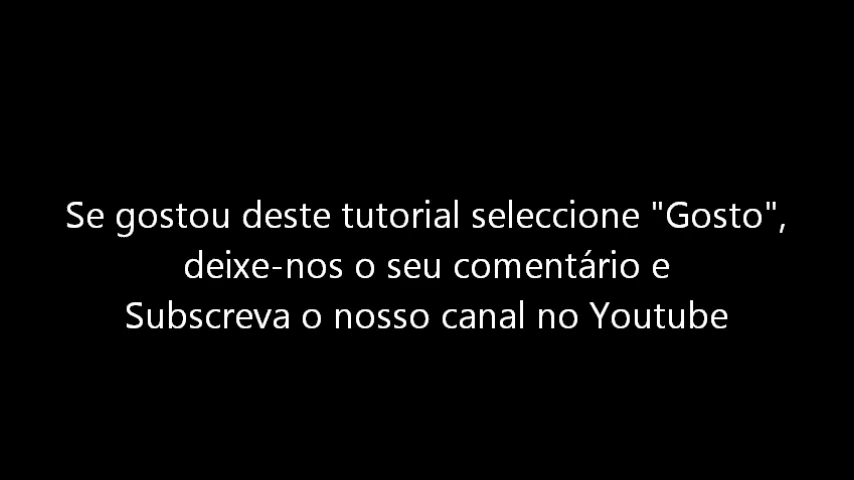 Se gostou deste tutorial seleccione "Gosto",
deixe-nos o seu comentário e
Subscreva o nosso canal no Youtube